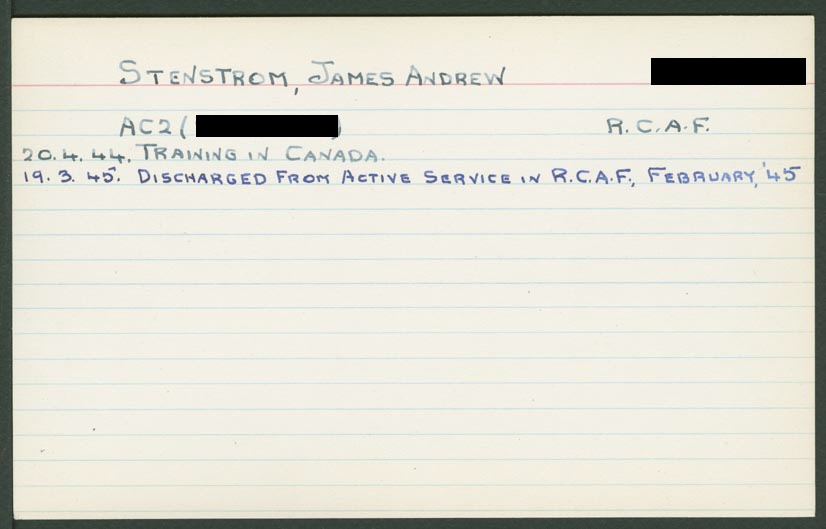 STENSTROM, JAMES ANDREW
AC2 ( ) R.C.A.F.
20.4.44. TRAINING IN CANADA.
19.3.45. DISCHARGED FROM ACTIVE SERVICE IN R.C.A.F., FEBRUARY, '45